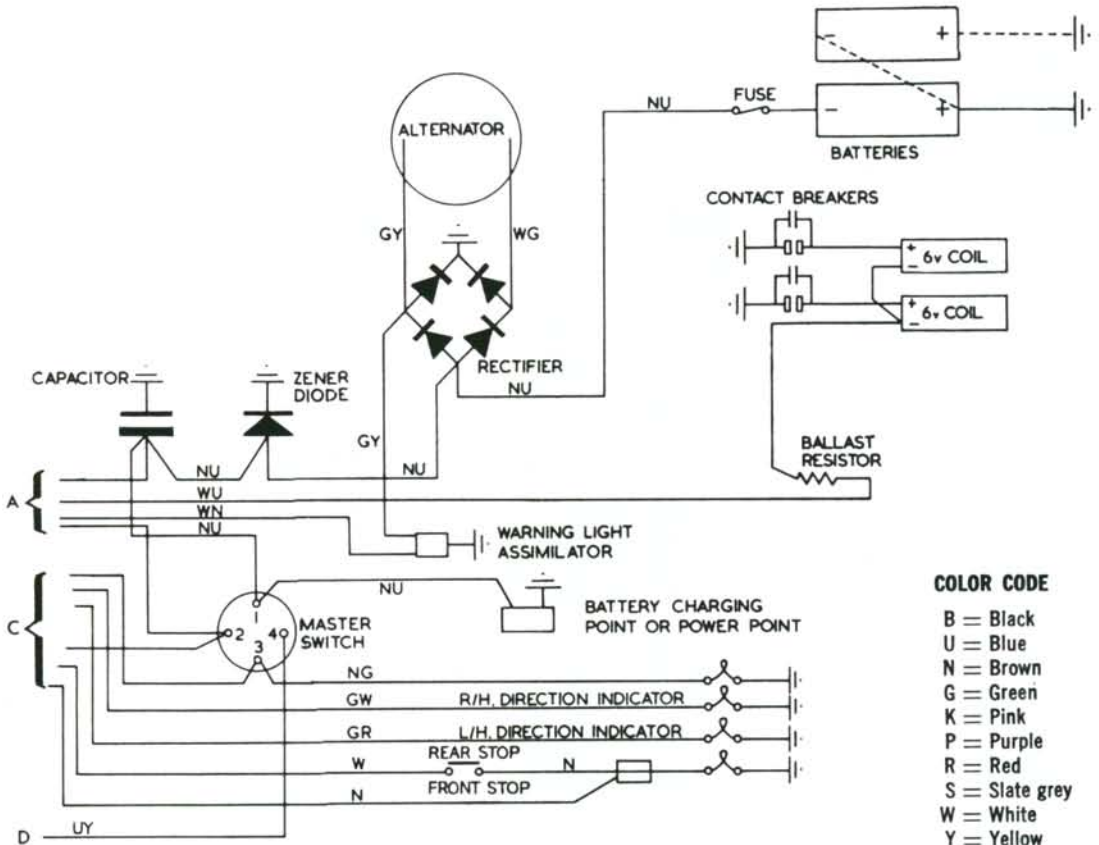 - +
NU
FUSE
- +
BATTERIES
ALTERNATOR
CONTACT BREAKERS
GY
WG
+
-
6v COIL
+
-
6v COIL
RECTIFIER
NU
CAPACITOR
ZENER
DIODE
GY
NU
NU
BALLAST
RESISTOR
A
WU
WN
NU
WARNING LIGHT
ASSIMILATOR
C
NU
1
2
3
4
MASTER
SWITCH
BATTERY CHARGING
POINT OR POWER POINT
NG
GW
R/H. DIRECTION INDICATOR
GR
L/H. DIRECTION INDICATOR
REAR STOP
W
N
FRONT STOP
N
D
UY
COLOR CODE
B = Black
U = Blue
N = Brown
G = Green
K = Pink
P = Purple
R = Red
S = Slate grey
W = White
Y = Yellow